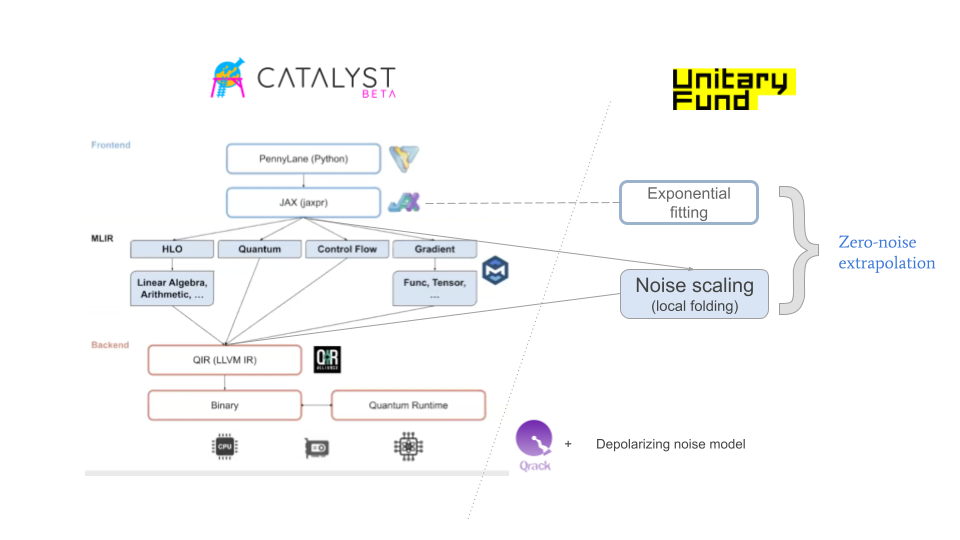 CATALYST
BETA
Unitary
Fund
Frontend
PennyLane (Python)
JAX (jaxpr)
JAX
Exponential
fitting
MLIR
HLO
Quantum
Control Flow
Gradient
Linear Algebra,
Arithmetic, …
Func, Tensor,
…
M
Noise scaling
(local folding)
Zero-noise
extrapolation
Backend
QIR (LLVM IR)
QIR
ALLIANCE
Binary
Quantum Runtime
CPU
Qrack
+
Depolarizing noise model